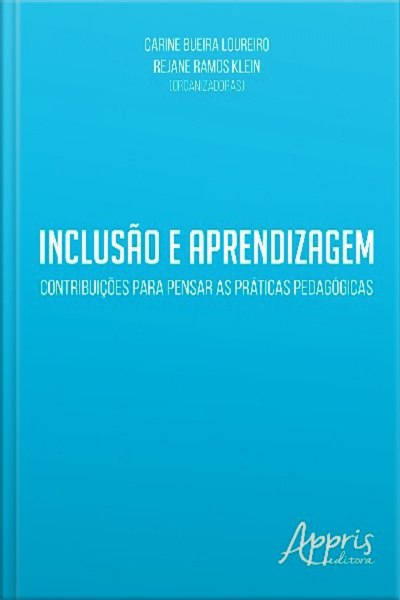 CARINE BUEIRA LOUREIRO
REJANE RAMOS KLEIN
(ORGANIZADORAS)
INCLUSÃO E APRENDIZAGEM
CONTRIBUIÇÕES PARA PENSAR AS PRÁTICAS PEDAGÓGICAS
Appris
editora